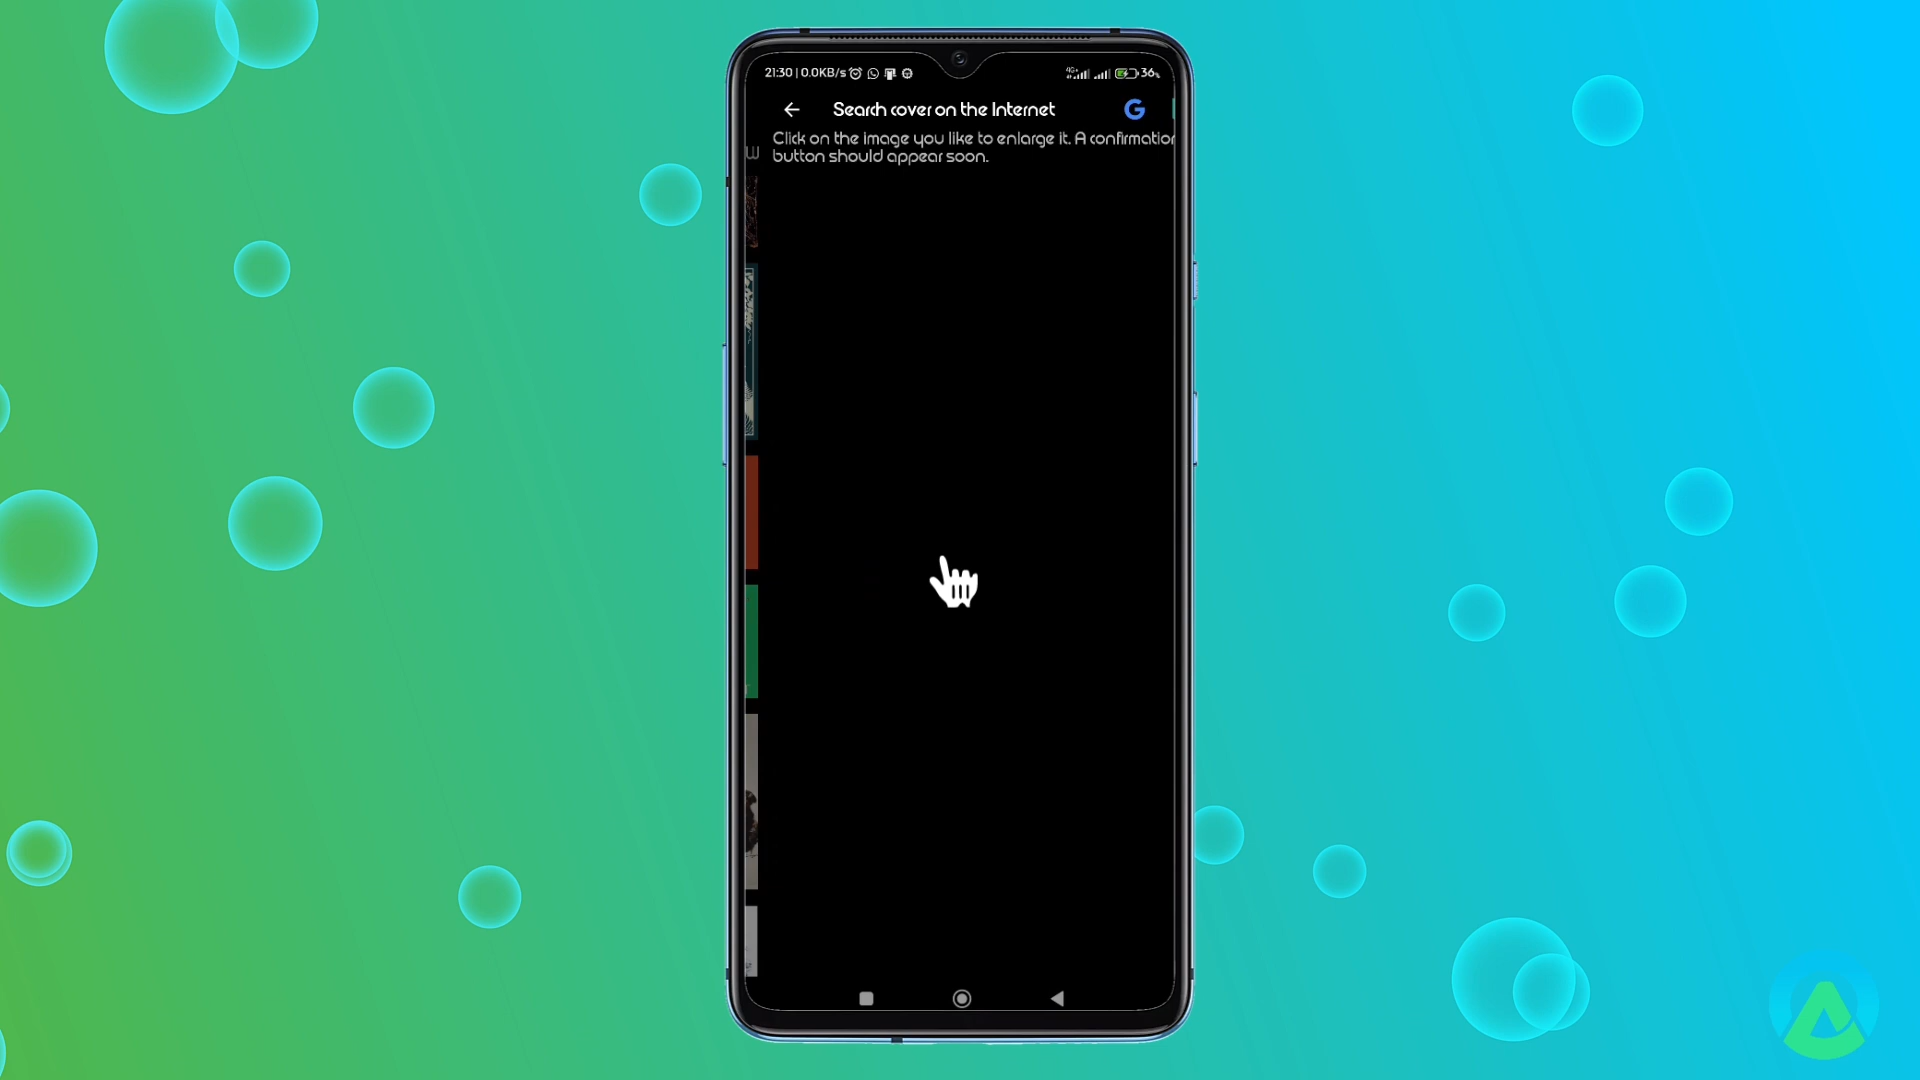 21:30 | 0.0KB/s
4G+
36%
Search cover on the Internet
W
Click on the image you like to enlarge it. A confirmation
button should appear soon.